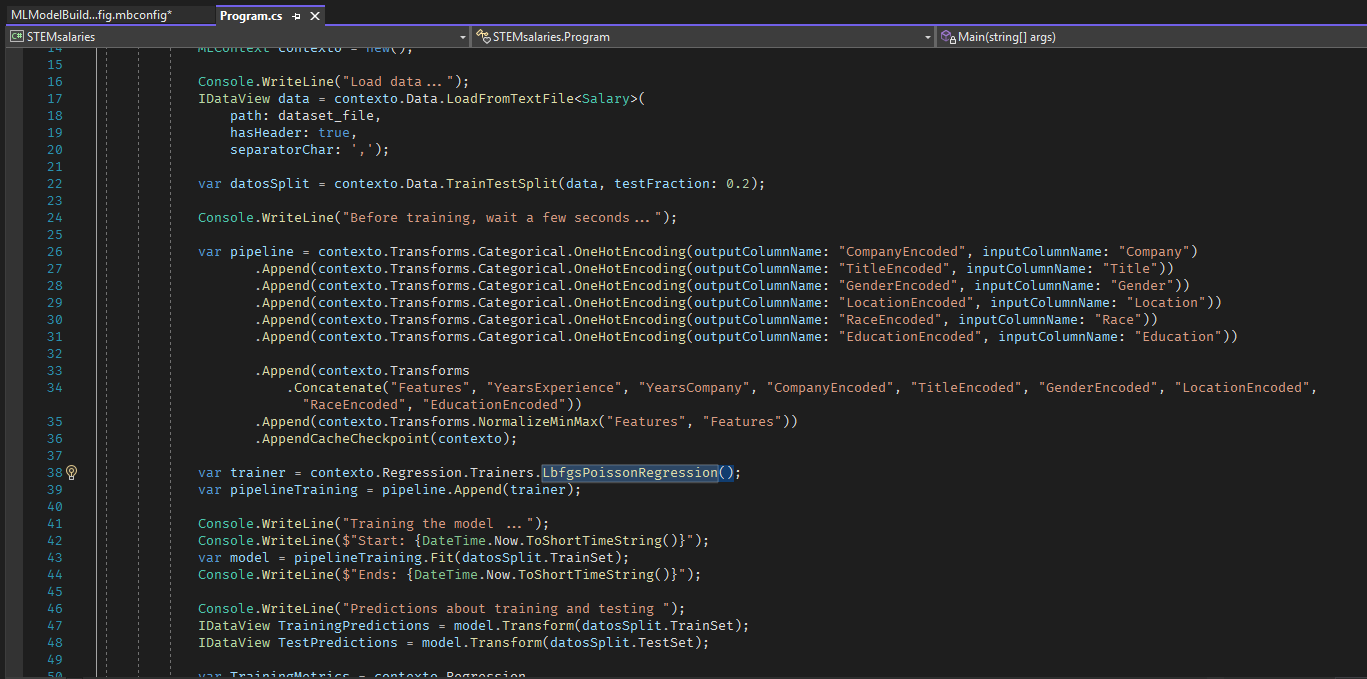 MLModelBuild...fig.mbconfig*
Program.cs
C# STEMsalaries
STEMsalaries.Program
Main(string[] args)
14 MLContext contexto = new();
15
16 Console.WriteLine("Load data...");
17 IDataView data = contexto.Data.LoadFromTextFile<Salary>(
18 path: dataset_file,
19 hasHeader: true,
20 separatorChar: ',');
21
22 var datosSplit = contexto.Data.TrainTestSplit(data, testFraction: 0.2);
23
24 Console.WriteLine("Before training, wait a few seconds...");
25
26 var pipeline = contexto.Transforms.Categorical.OneHotEncoding(outputColumnName: "CompanyEncoded", inputColumnName: "Company")
27 .Append(contexto.Transforms.Categorical.OneHotEncoding(outputColumnName: "TitleEncoded", inputColumnName: "Title"))
28 .Append(contexto.Transforms.Categorical.OneHotEncoding(outputColumnName: "GenderEncoded", inputColumnName: "Gender"))
29 .Append(contexto.Transforms.Categorical.OneHotEncoding(outputColumnName: "LocationEncoded", inputColumnName: "Location"))
30 .Append(contexto.Transforms.Categorical.OneHotEncoding(outputColumnName: "RaceEncoded", inputColumnName: "Race"))
31 .Append(contexto.Transforms.Categorical.OneHotEncoding(outputColumnName: "EducationEncoded", inputColumnName: "Education"))
32
33 .Append(contexto.Transforms
34 .Concatenate("Features", "YearsExperience", "YearsCompany", "CompanyEncoded", "TitleEncoded", "GenderEncoded", "LocationEncoded",
"RaceEncoded", "EducationEncoded"))
35 .Append(contexto.Transforms.NormalizeMinMax("Features", "Features"))
36 .AppendCacheCheckpoint(contexto);
37
38 var trainer = contexto.Regression.Trainers.LbfgsPoissonRegression();
39 var pipelineTraining = pipeline.Append(trainer);
40
41 Console.WriteLine("Training the model ...");
42 Console.WriteLine($"Start: {DateTime.Now.ToShortTimeString()}");
43 var model = pipelineTraining.Fit(datosSplit.TrainSet);
44 Console.WriteLine($"Ends: {DateTime.Now.ToShortTimeString()}");
45
46 Console.WriteLine("Predictions about training and testing ");
47 IDataView TrainingPredictions = model.Transform(datosSplit.TrainSet);
48 IDataView TestPredictions = model.Transform(datosSplit.TestSet);
49
50 var TrainingMetrics = contexto.Regression